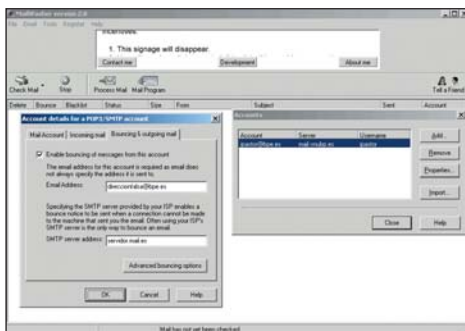 MailWasher version 2.0
File Email Tools Register Help
incentives.
1. This signage will disappear.
Contact me Development About me
Check Mail Stop Process Mail Mail Program Tell a Friend
Delete Bounce Blacklist Status Size From Subject Sent Account
Account details for a POP3/SMTP account
Mail Account Incoming mail Bouncing & outgoing mail
Enable bouncing of messages from this account
The email address for this account is required as email does
not always specify the address it is sent to.
Email Address:
Specifying the SMTP server provided by your ISP enables a
bounce notice to be sent when a connection cannot be made
to the machine that sent you the email. Often using your ISP's
SMTP server is the only way to bounce an email.
SMTP server address: servidor.mail.es
Advanced bouncing options
OK Cancel Help
Accounts
Account Server Username
Add...
Remove
Properties...
Import...
Close Help
Mail has not yet been checked